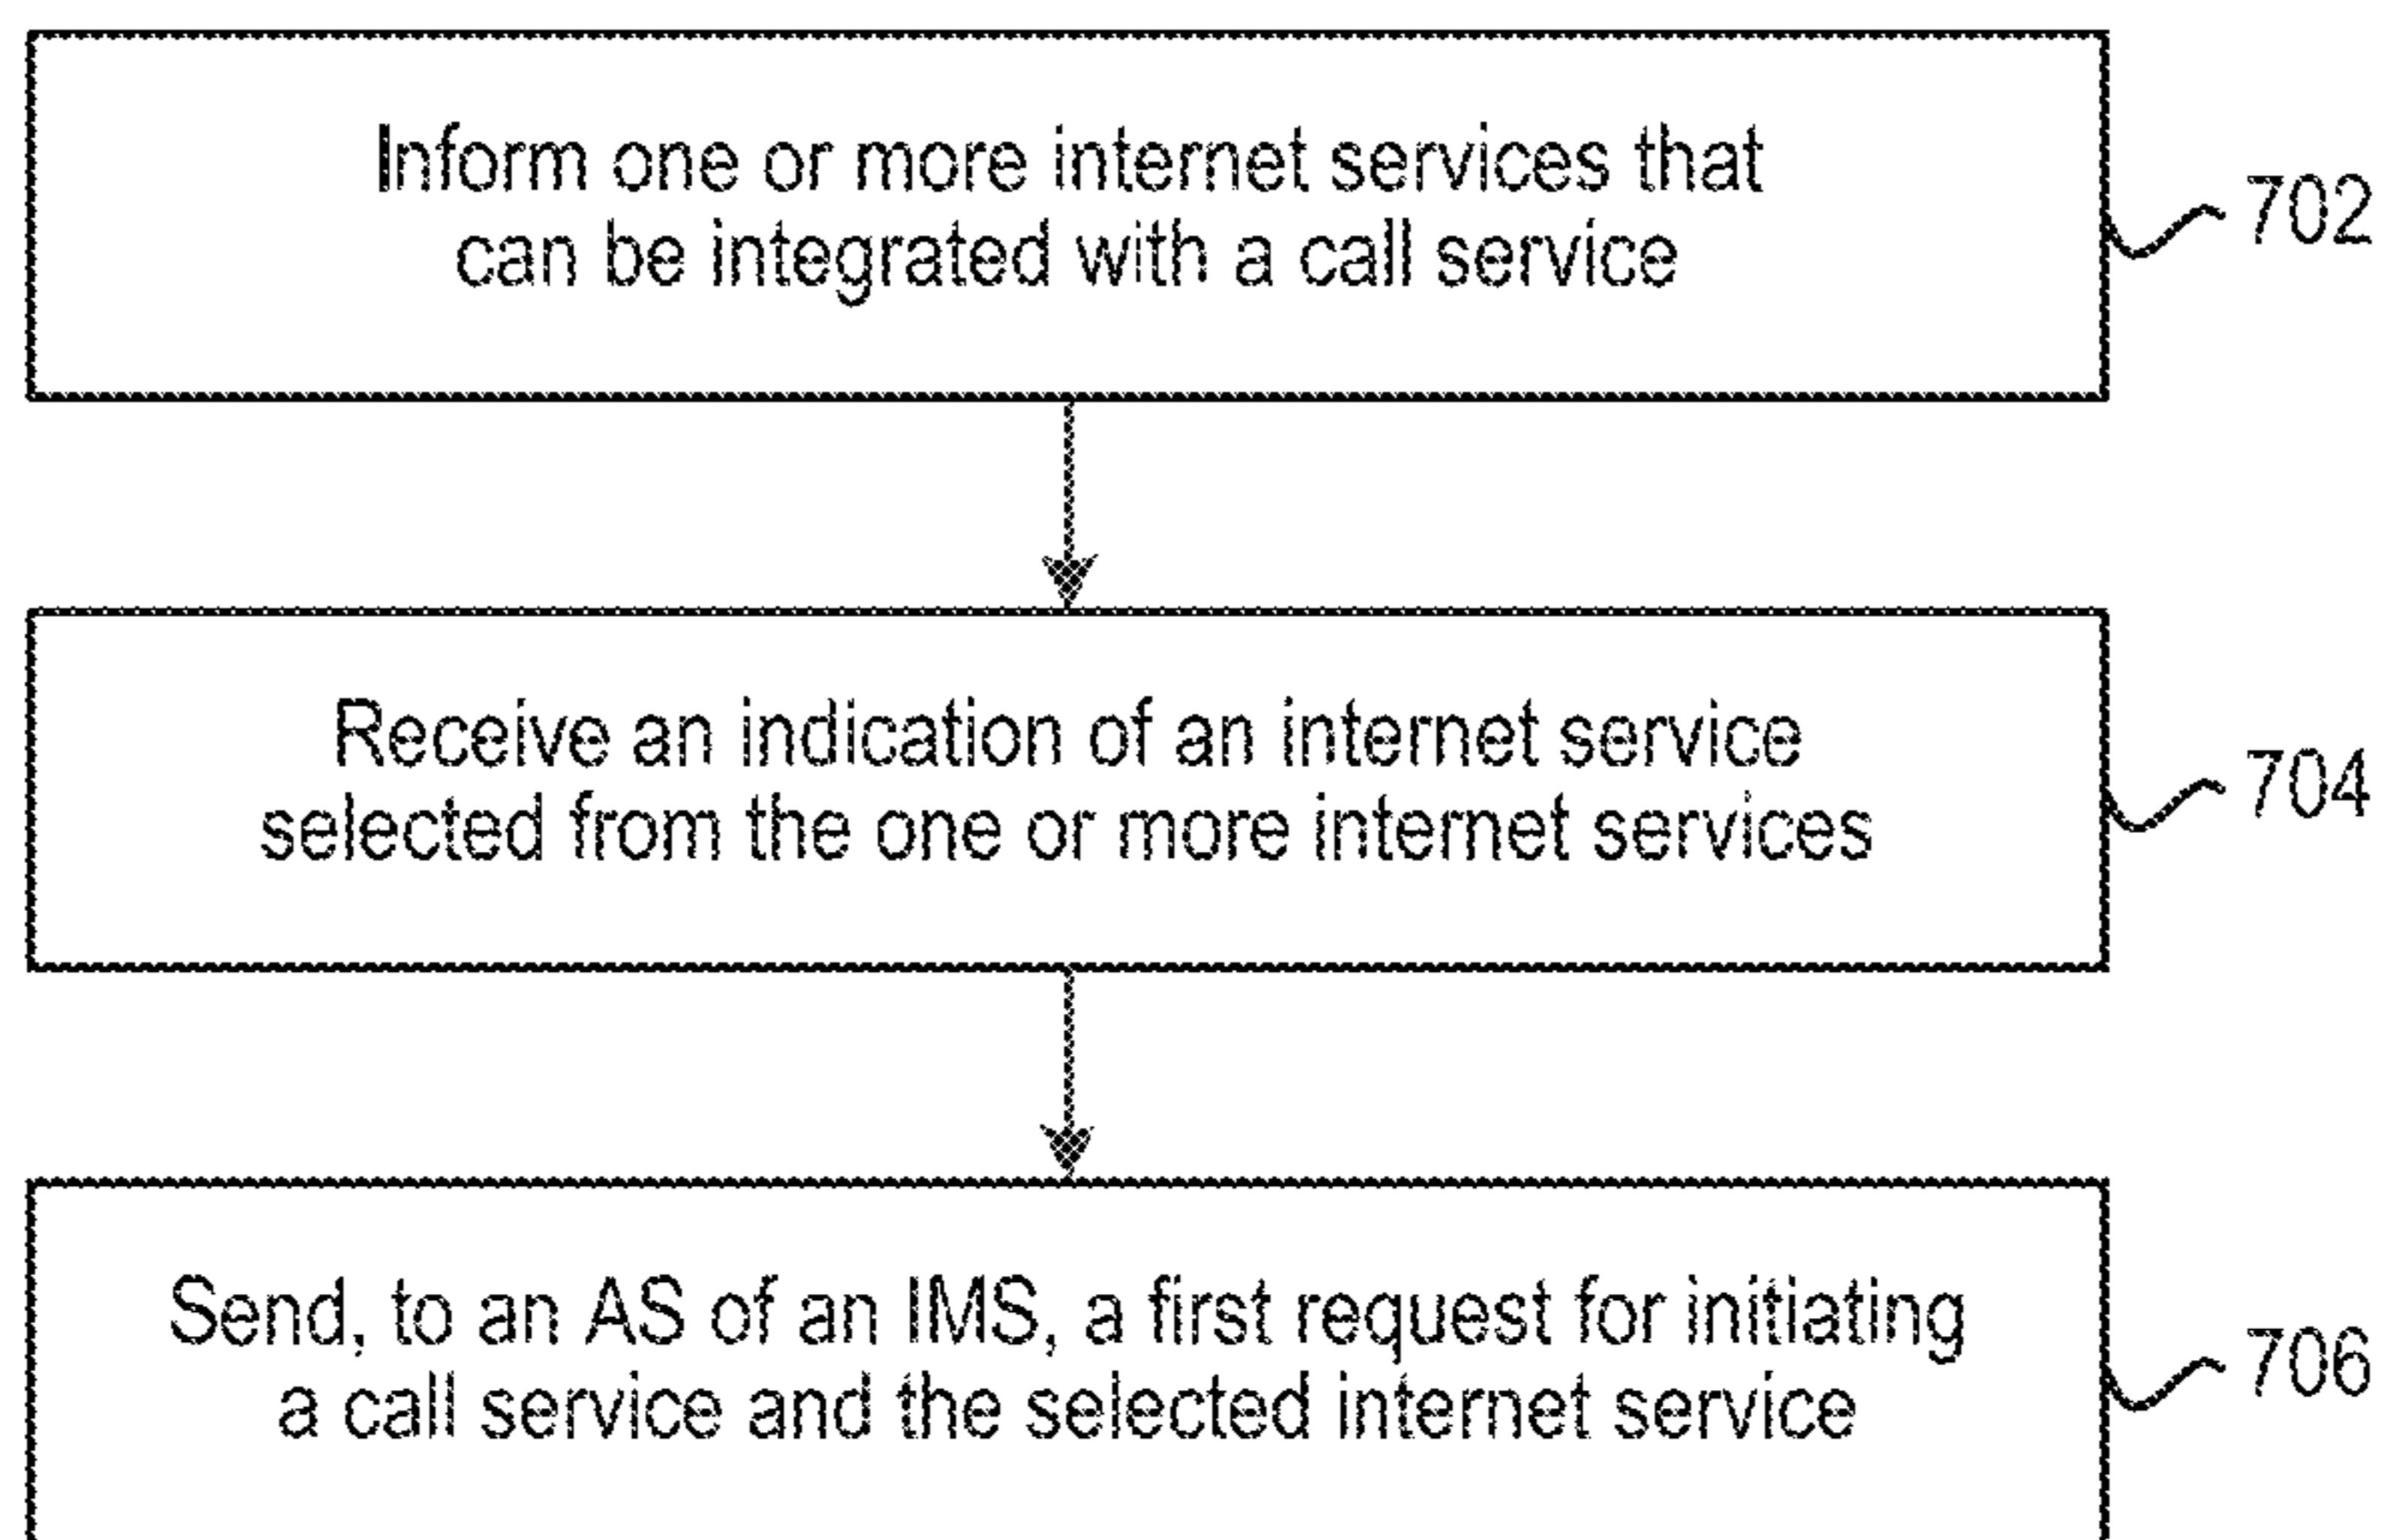 Inform one or more internet services that
can be integrated with a call service
702
Receive an indication of an internet service
selected from the one or more internet services
704
Send, to an AS of an IMS, a first request for initiating
a call service and the selected internet service
706